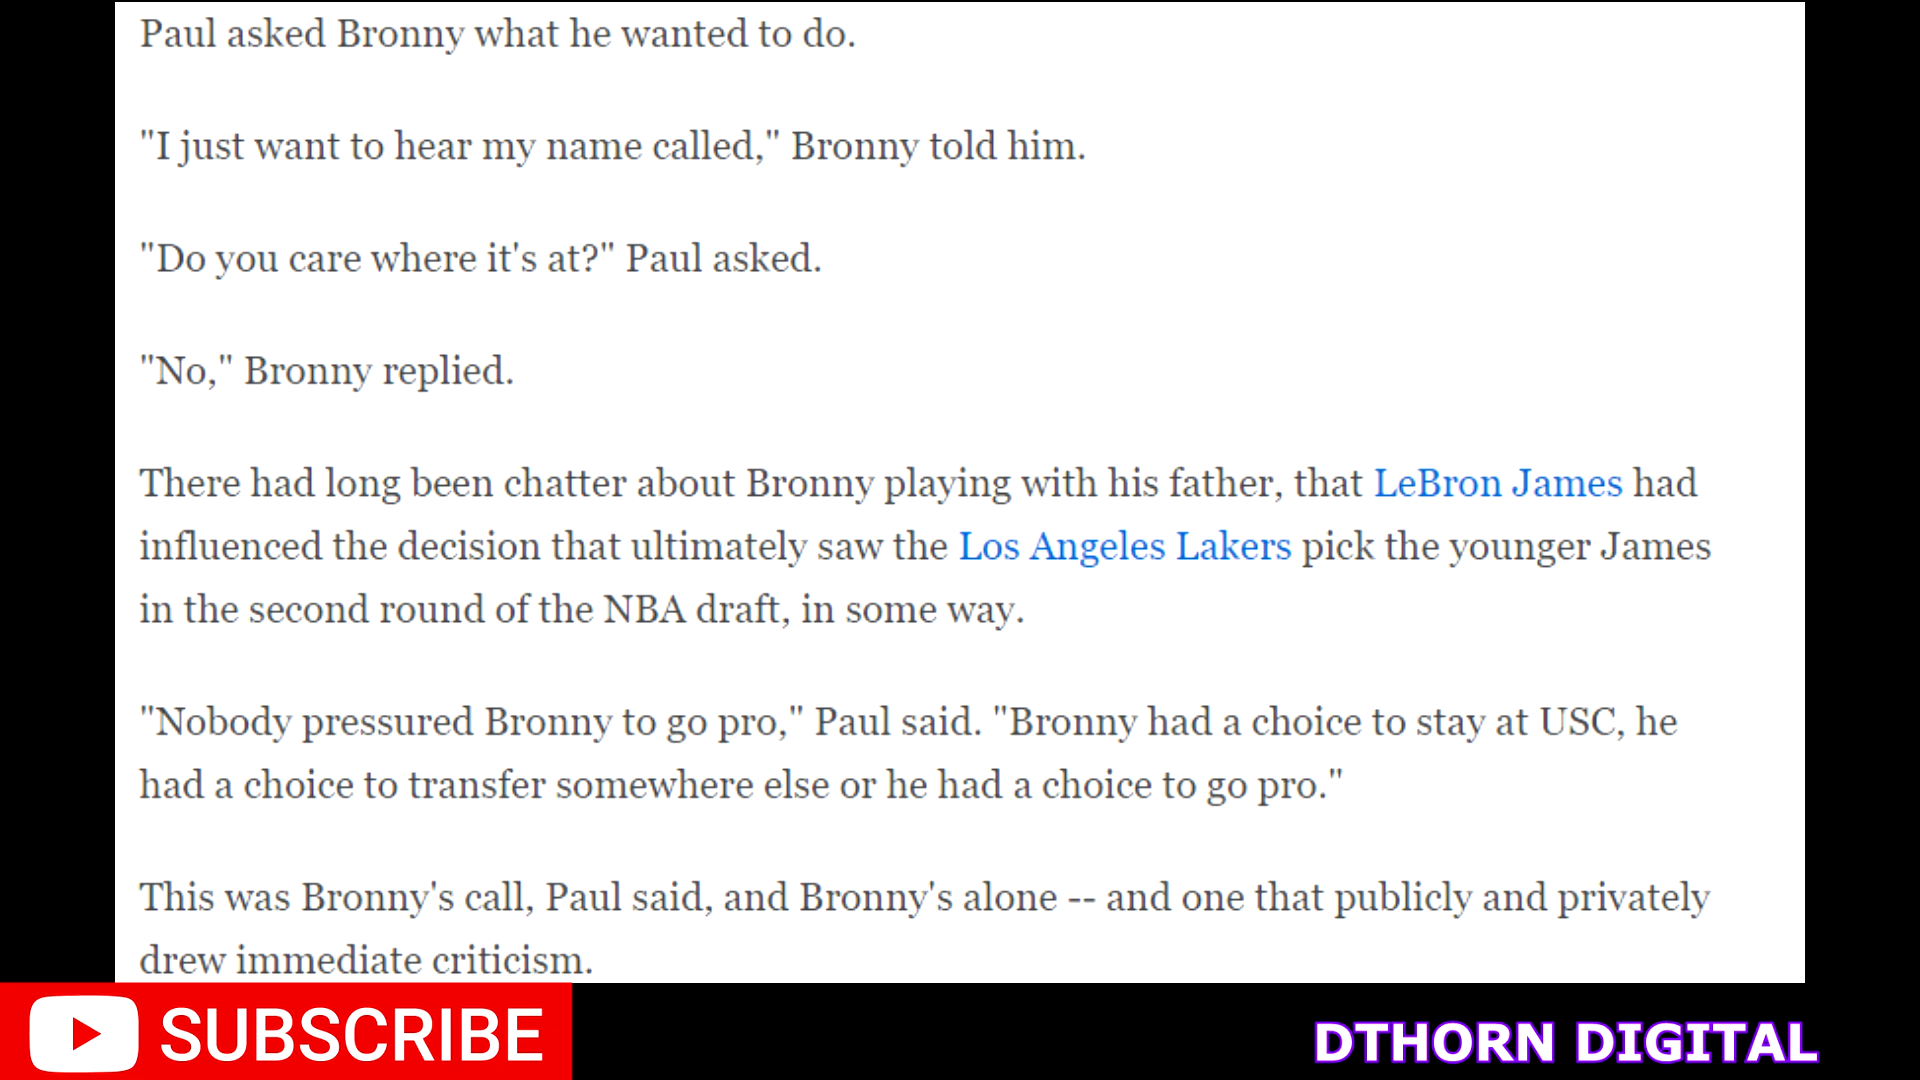 Paul asked Bronny what he wanted to do.
"I just want to hear my name called," Bronny told him.
"Do you care where it's at?" Paul asked.
"No," Bronny replied.
There had long been chatter about Bronny playing with his father, that LeBron James had
influenced the decision that ultimately saw the Los Angeles Lakers pick the younger James
in the second round of the NBA draft, in some way.
"Nobody pressured Bronny to go pro," Paul said. "Bronny had a choice to stay at USC, he
had a choice to transfer somewhere else or he had a choice to go pro."
This was Bronny's call, Paul said, and Bronny's alone -- and one that publicly and privately
drew immediate criticism.
SUBSCRIBE
DTHORN DIGITAL